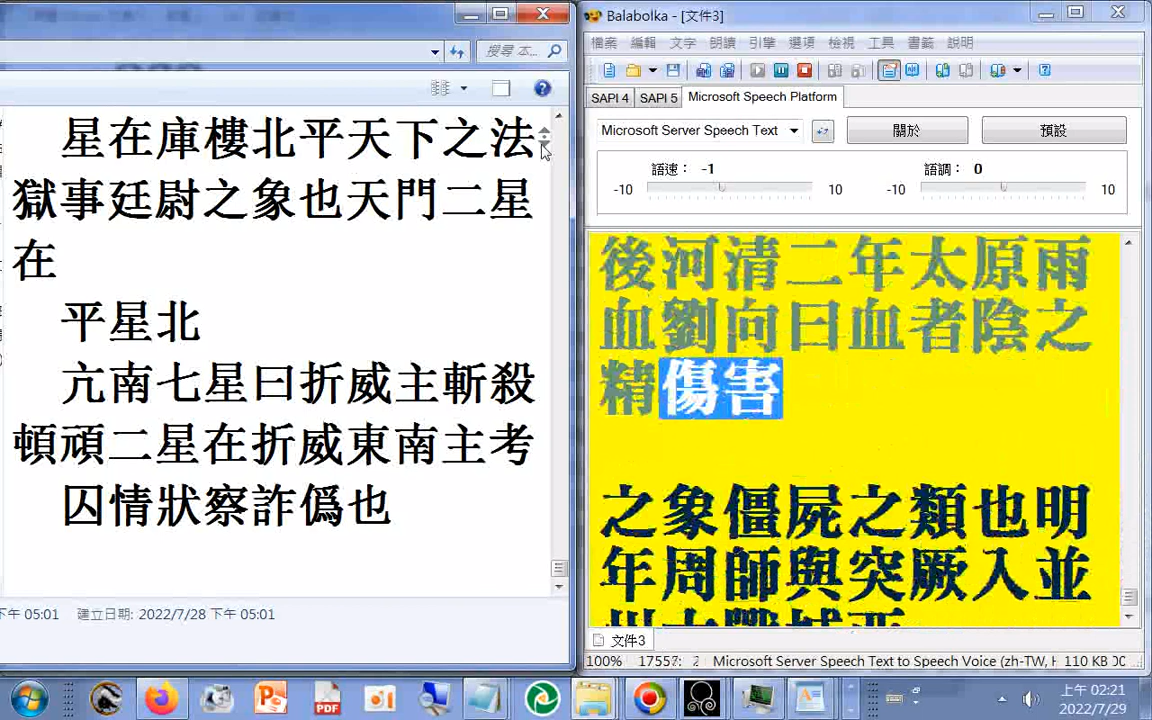 搜尋 本...
星在庫樓北平天下之法
獄事廷尉之象也天門二星
在
平星北
亢南七星曰折威主斬殺
頓頑二星在折威東南主考
囚情狀察詐僞也
下午 05:01 建立日期: 2022/7/28 下午 05:01
Balabolka - [文件3]
檔案 編輯 文字 朗讀 引擎 選項 檢視 工具 書籤 說明
SAPI 4 SAPI 5 Microsoft Speech Platform
Microsoft Server Speech Text 關於 預設
語速: -1 語調: 0
-10 10 -10 10
後河清二年太原雨
血劉向曰血者陰之
精傷害
之象僵屍之類也明
年周師與突厥入並
文件3
100% 17557: 2 Microsoft Server Speech Text to Speech Voice (zh-TW, H 110 KB
上午 02:21
2022/7/29